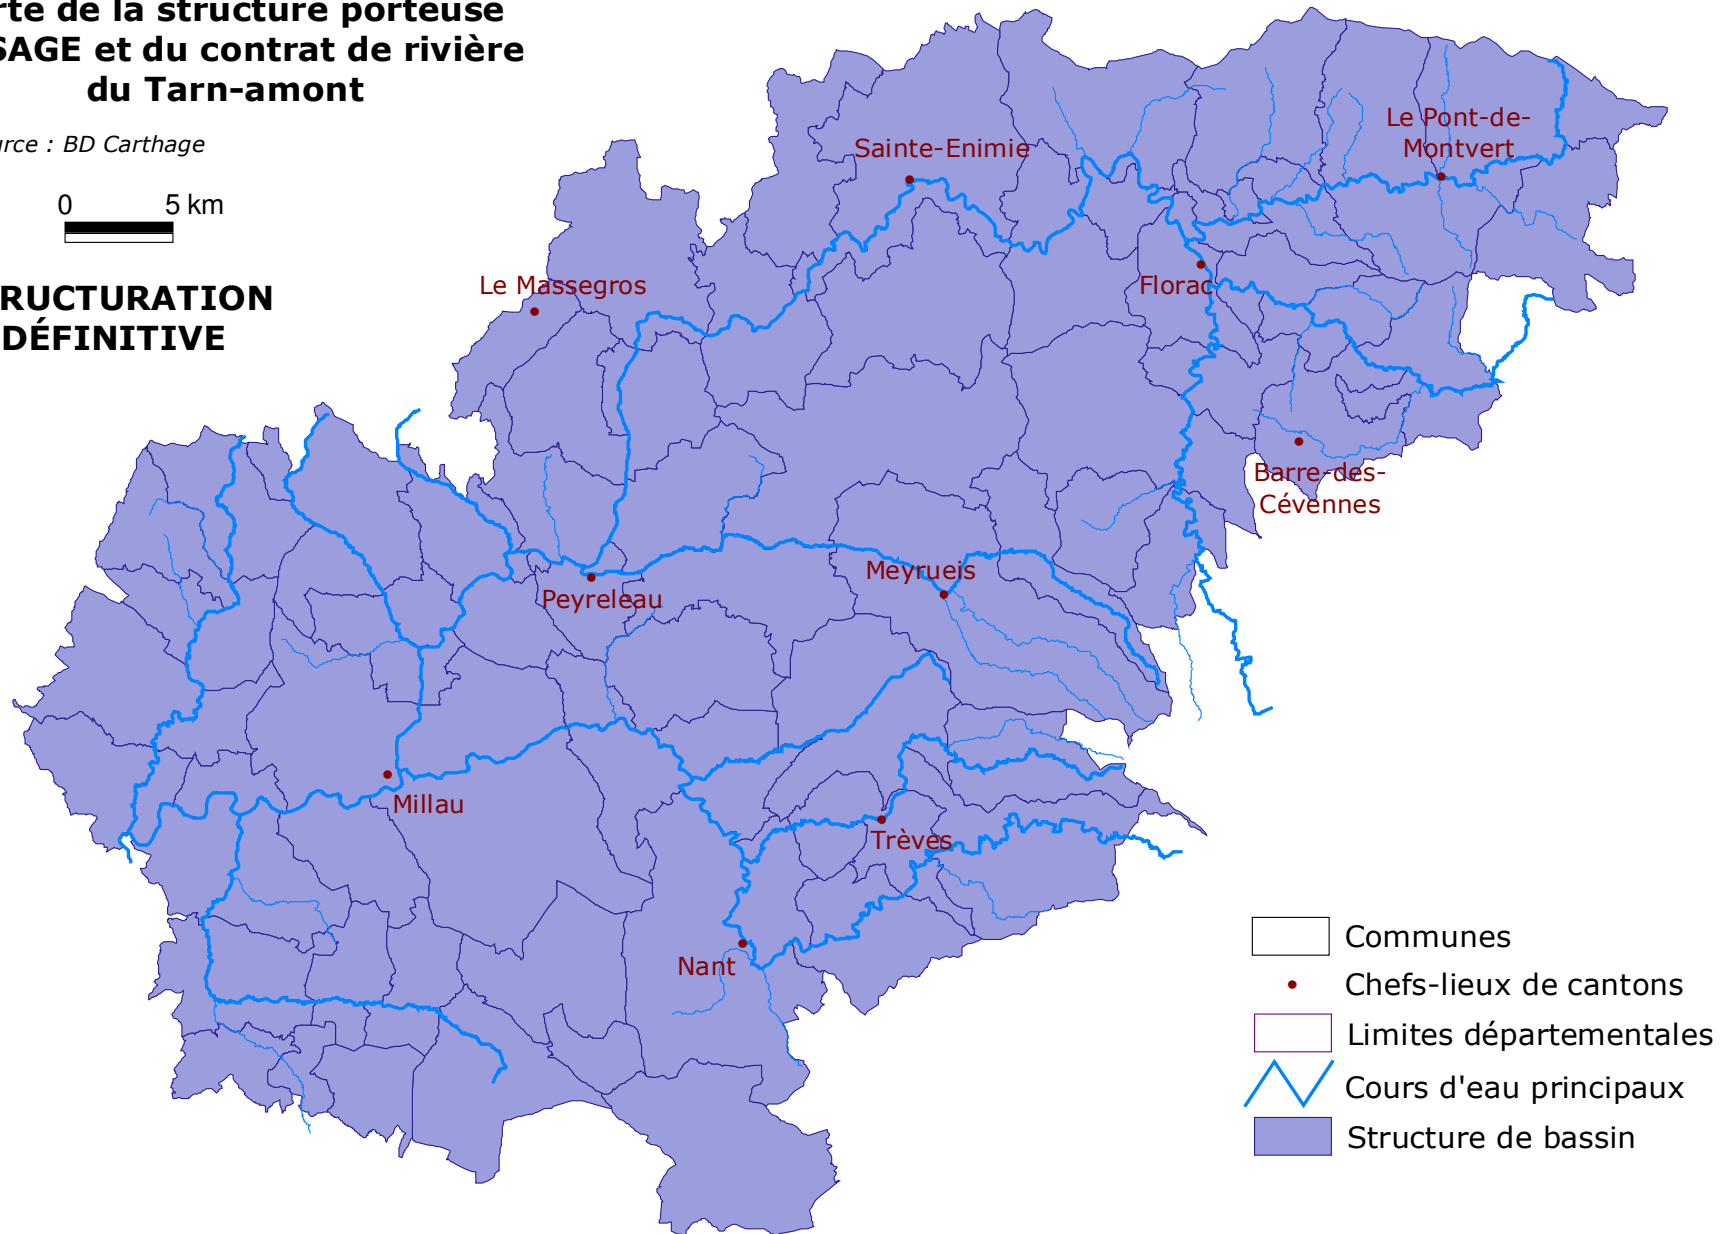 rte de la structure porteuse
SAGE et du contrat de rivière
du Tarn-amont
urce : BD Carthage
0 5 km
RUCTURATION
DÉFINITIVE
Le Pont-de-
Montvert
Sainte-Enimie
Le Massegros
Florac
Barre-des-
Cévennes
Meyrueis
Peyreleau
Millau
Trèves
Nant
Communes
Chefs-lieux de cantons
Limites départementales
Cours d'eau principaux
Structure de bassin